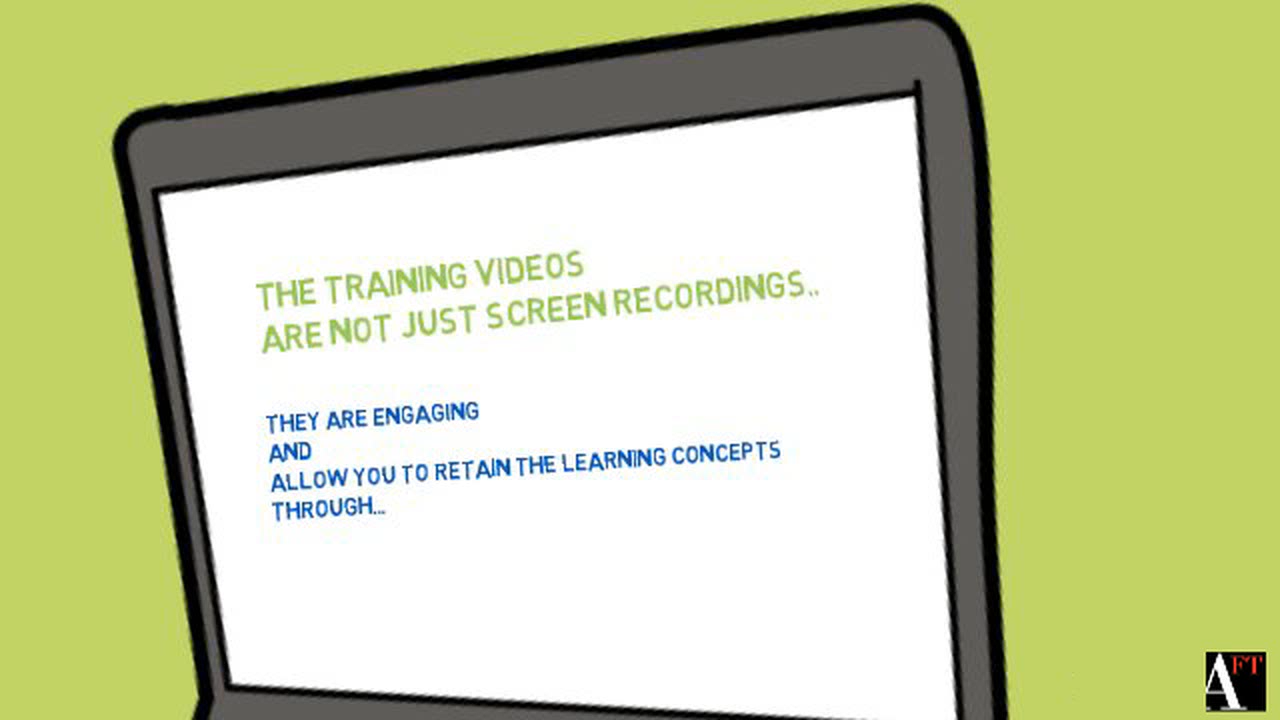 THE TRAINING VIDEOS
ARE NOT JUST SCREEN RECORDINGS..
THEY ARE ENGAGING
AND
ALLOW YOU TO RETAIN THE LEARNING CONCEPTS
THROUGH...
AFT